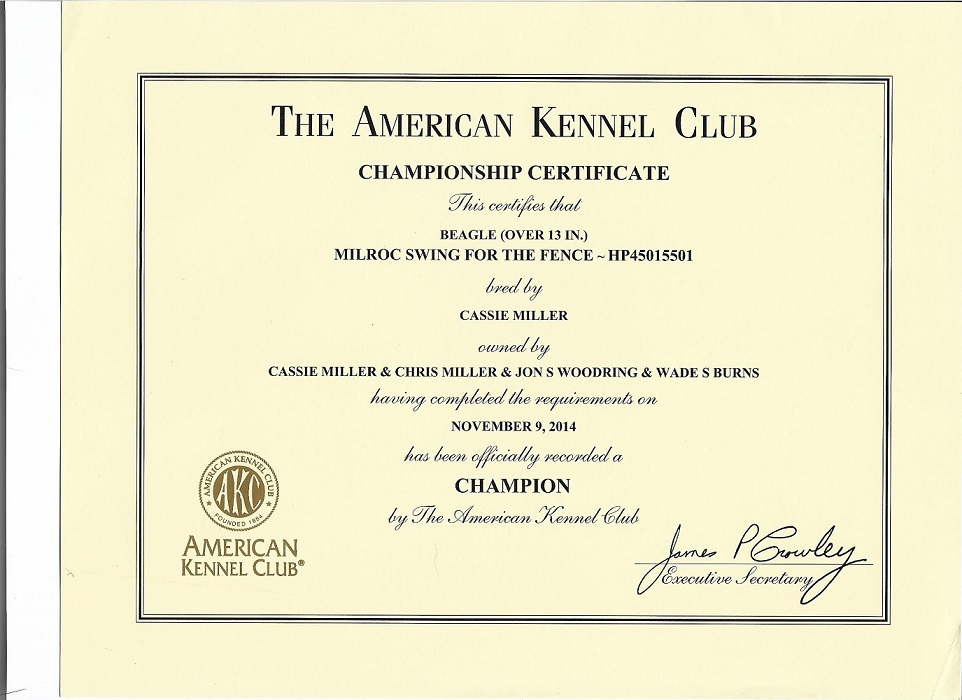 THE AMERICAN KENNEL CLUB
CHAMPIONSHIP CERTIFICATE
This certifies that
BEAGLE (OVER 13 IN.)
MILROC SWING FOR THE FENCE ~ HP45015501
bred by
CASSIE MILLER
owned by
CASSIE MILLER & CHRIS MILLER & JON S WOODRING & WADE S BURNS
having completed the requirements on
NOVEMBER 9, 2014
has been officially recorded a
CHAMPION
by The American Kennel Club
AMERICAN KENNEL CLUB
AKC
FOUNDED 1884
AMERICAN
KENNEL CLUB®
James P Crowley
Executive Secretary